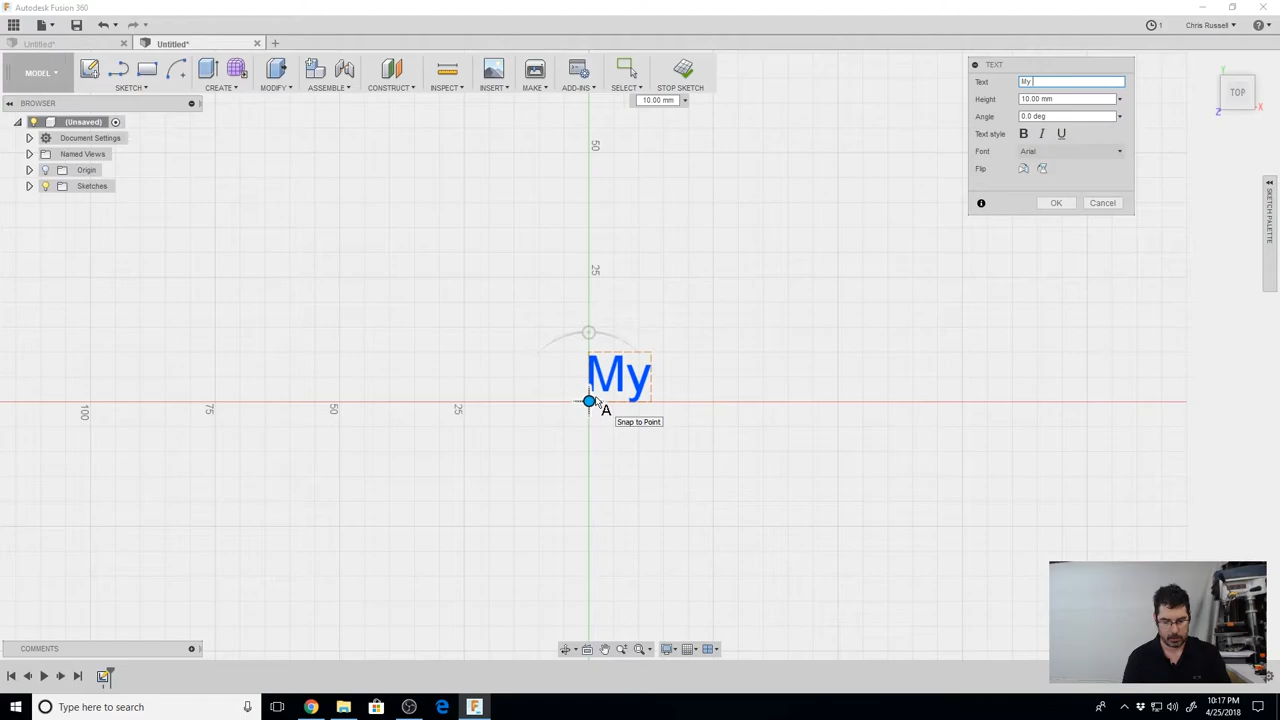 Autodesk Fusion 360
Chris Russell
1
Untitled*
Untitled*
MODEL
SKETCH
CREATE
MODIFY
ASSEMBLE
CONSTRUCT
INSPECT
INSERT
MAKE
ADD-INS
SELECT
STOP SKETCH
10.00 mm
BROWSER
(Unsaved)
Document Settings
Named Views
Origin
Sketches
TEXT
Text My
Height 10.00 mm
Angle 0.0 deg
Text style B I U
Font Arial
Flip
OK Cancel
TOP
X
Y
Z
SKETCH PALETTE
50
25
My
A
Snap to Point
100 75 50 25
COMMENTS
Type here to search
10:17 PM
4/25/2018